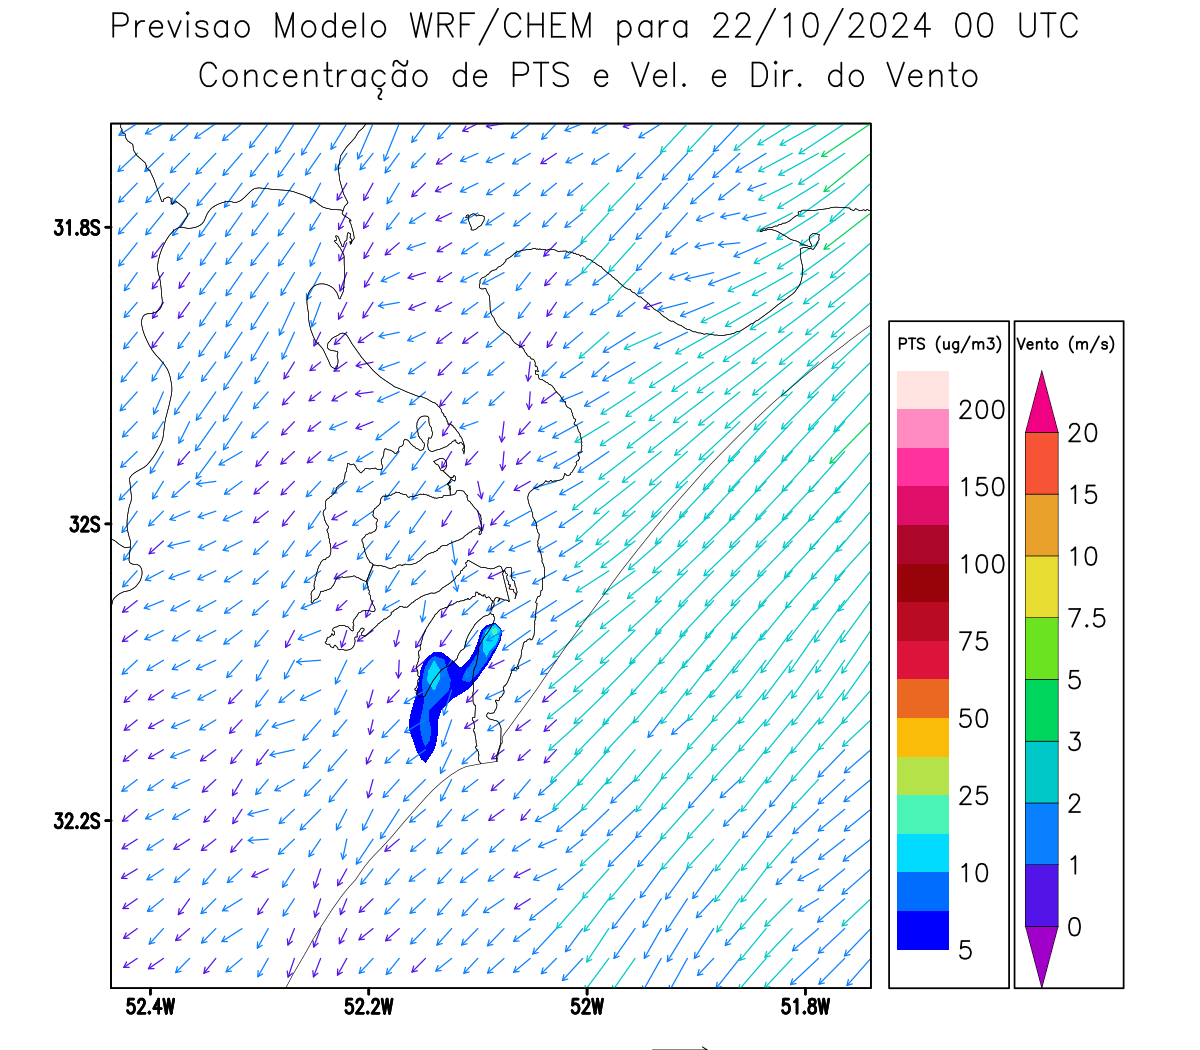 Previsao Modelo WRF/CHEM para 22/10/2024 00 UTC
Concentração de PTS e Vel. e Dir. do Vento
31.8S
32S
32.2S
52.4W
52.2W
52W
51.8W
PTS (ug/m3)
200
150
100
75
50
25
10
5
Vento (m/s)
20
15
10
7.5
5
3
2
1
0